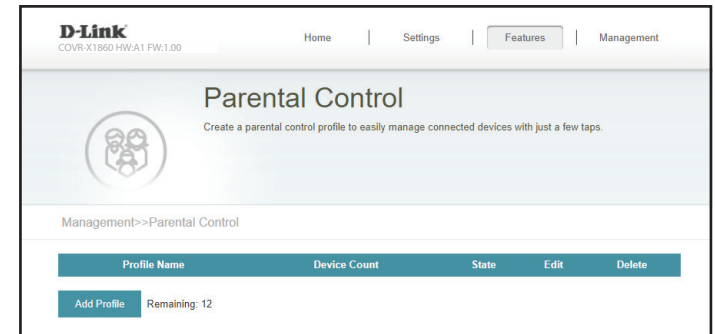 D-Link
COVR-X1860 HW:A1 FW:1.00
Home | Settings | Features | Management
Parental Control
Create a parental control profile to easily manage connected devices with just a few taps.
Management>>Parental Control
Profile Name Device Count State Edit Delete
Add Profile Remaining: 12